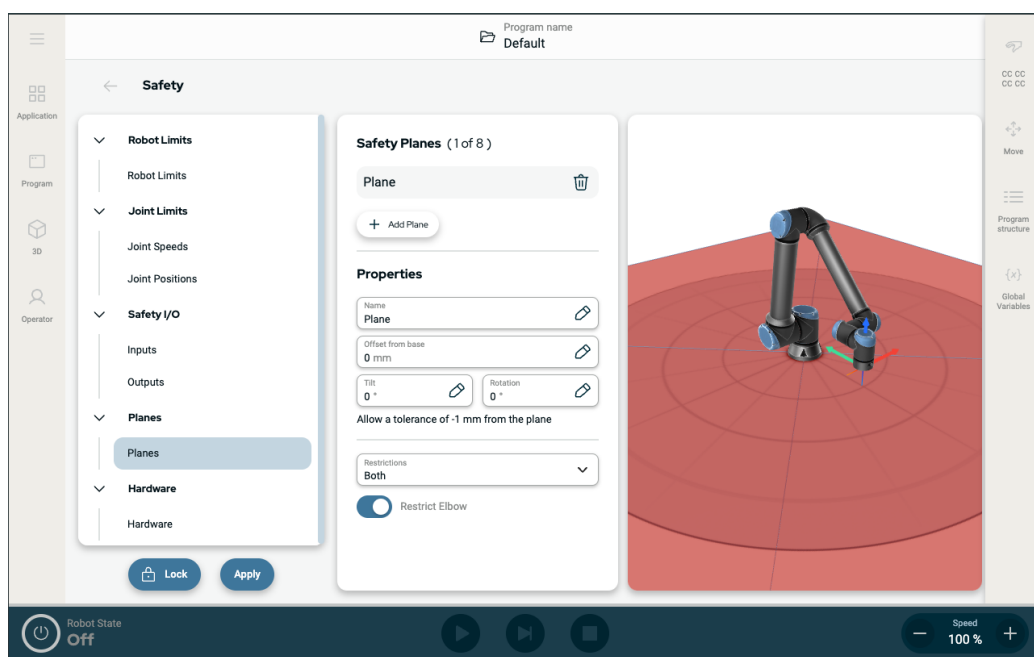 Program name
Default
Safety
Application
Program
3D
Operator
Robot Limits
Robot Limits
Joint Limits
Joint Speeds
Joint Positions
Safety I/O
Inputs
Outputs
Planes
Planes
Hardware
Hardware
Lock
Apply
Safety Planes (1 of 8)
Plane
+ Add Plane
Properties
Name
Plane
Offset from base
0 mm
Tilt
0 °
Rotation
0 °
Allow a tolerance of -1 mm from the plane
Restrictions
Both
Restrict Elbow
CC CC
CC CC
Move
Program
structure
{x}
Global
Variables
Robot State
Off
Speed
100 %